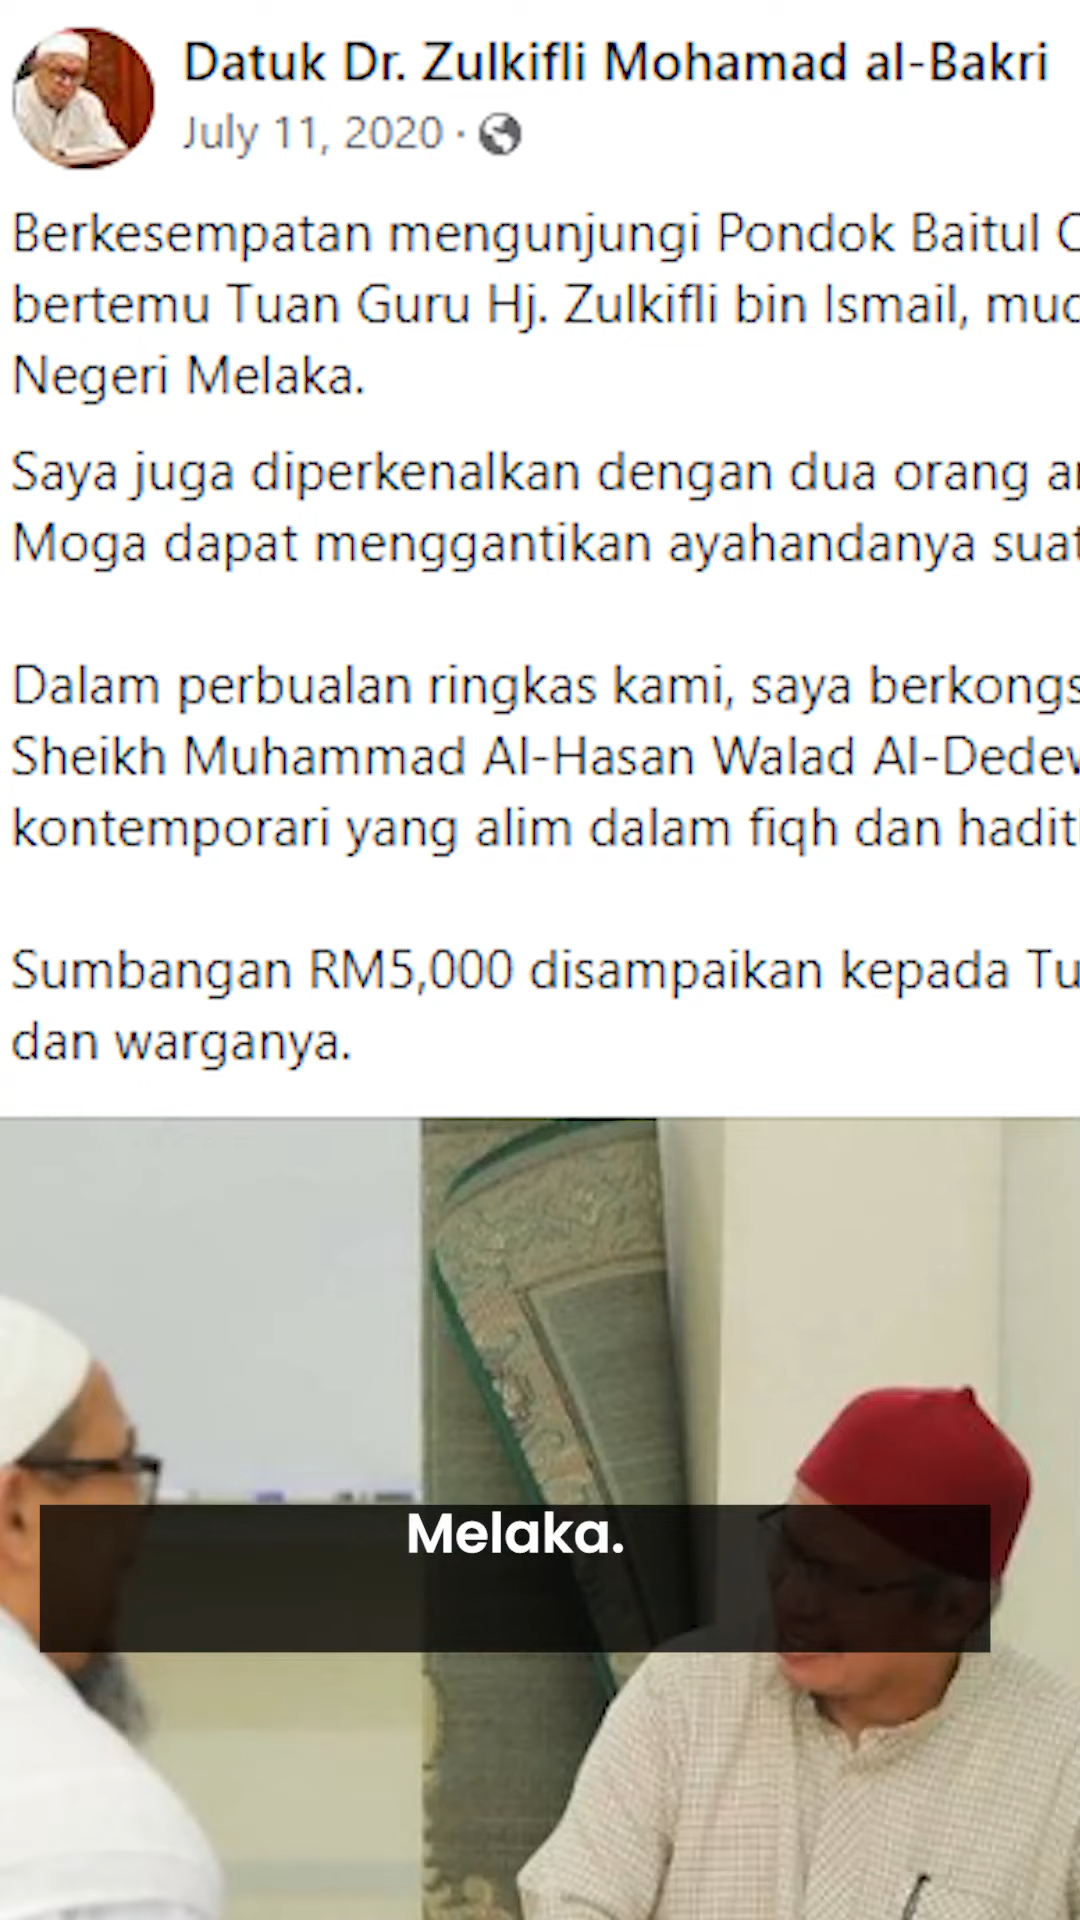 Datuk Dr. Zulkifli Mohamad al-Bakri
July 11, 2020 ·
Berkesempatan mengunjungi Pondok Baitul
bertemu Tuan Guru Hj. Zulkifli bin Ismail,
Negeri Melaka.
Saya juga diperkenalkan dengan dua orang
Moga dapat menggantikan ayahandanya
Dalam perbualan ringkas kami, saya
Sheikh Muhammad Al-Hasan Walad
kontemporari yang alim dalam fiqh dan
Sumbangan RM5,000 disampaikan kepada
dan warganya.
Melaka.